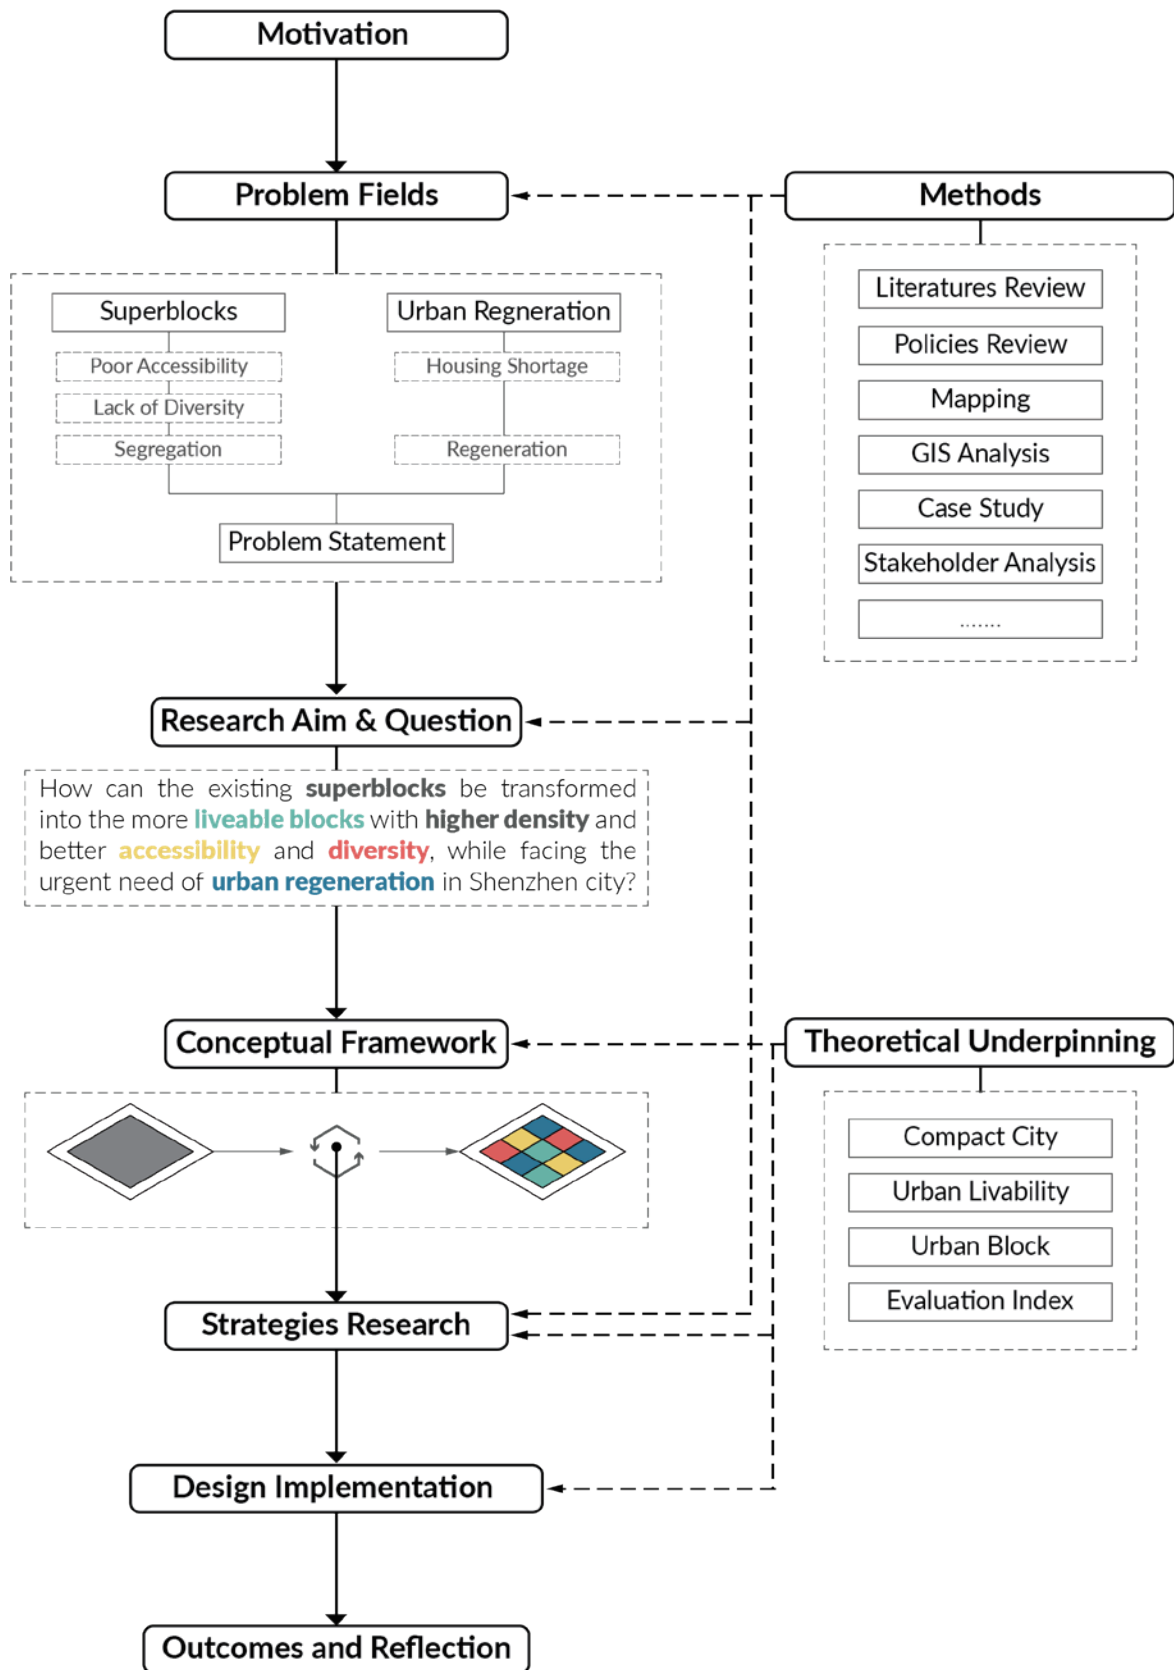 Motivation
Problem Fields
Methods
Superblocks
Urban Regneration
Poor Accessibility
Housing Shortage
Lack of Diversity
Segregation
Regeneration
Problem Statement
Literatures Review
Policies Review
Mapping
GIS Analysis
Case Study
Stakeholder Analysis
.......
Research Aim & Question
How can the existing superblocks be transformed
into the more liveable blocks with higher density and
better accessibility and diversity, while facing the
urgent need of urban regeneration in Shenzhen city?
Conceptual Framework
Theoretical Underpinning
Compact City
Urban Livability
Urban Block
Evaluation Index
Strategies Research
Design Implementation
Outcomes and Reflection